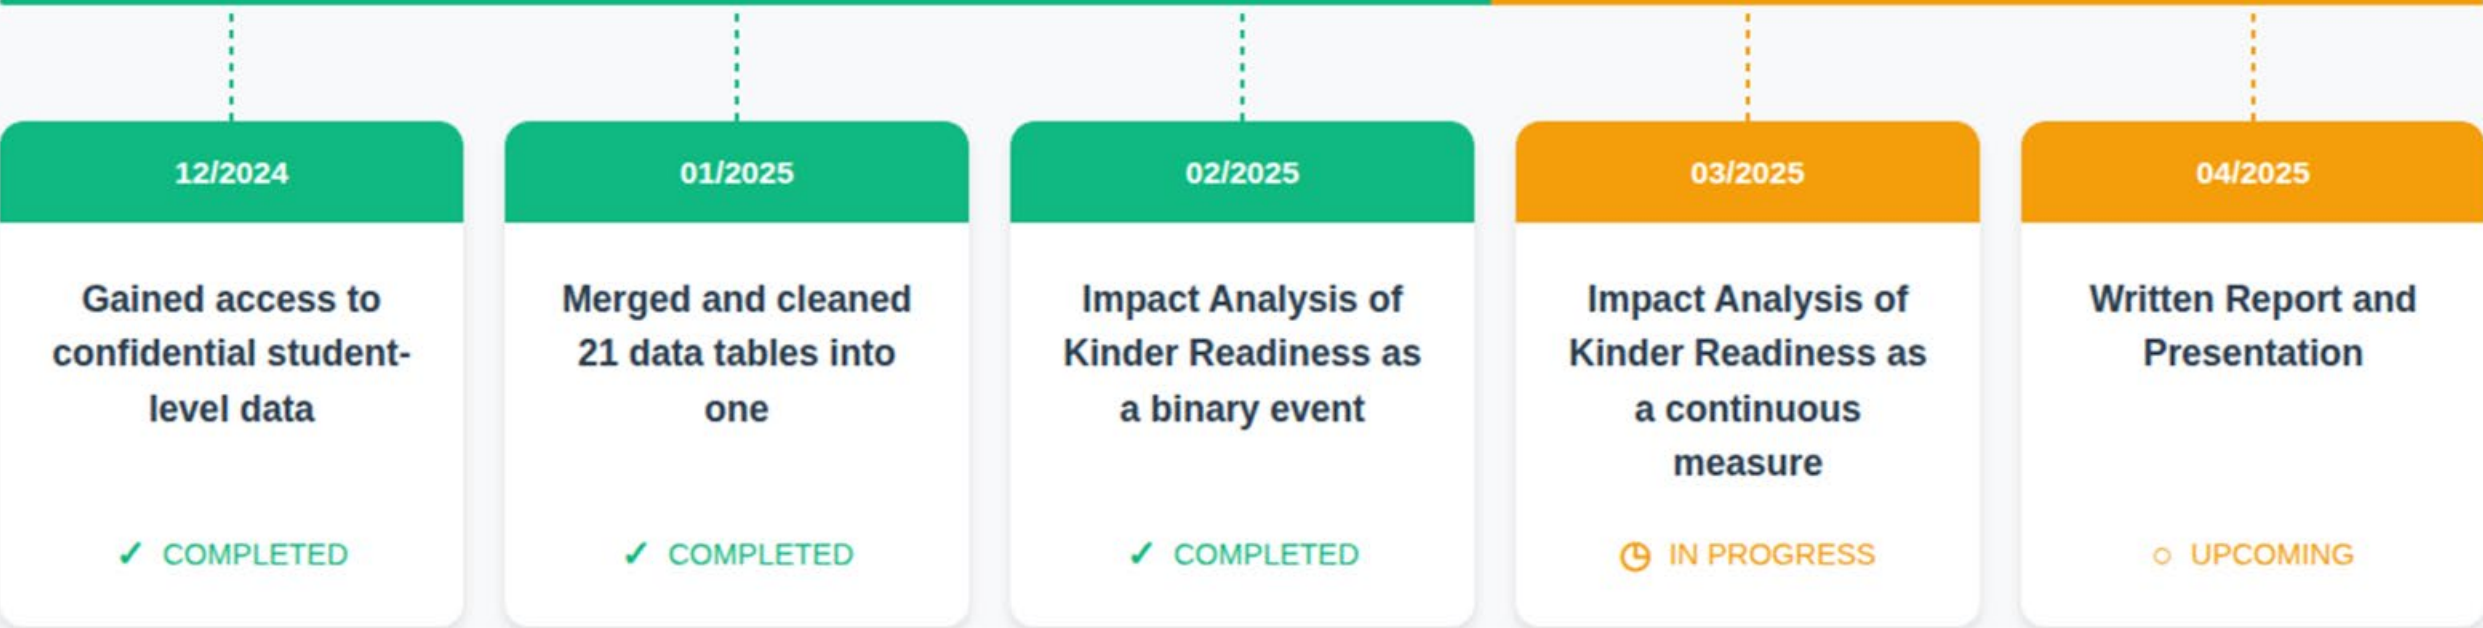 12/2024
Gained access to
confidential student-
level data
✓ COMPLETED
01/2025
Merged and cleaned
21 data tables into
one
✓ COMPLETED
02/2025
Impact Analysis of
Kinder Readiness as
a binary event
✓ COMPLETED
03/2025
Impact Analysis of
Kinder Readiness as
a continuous
measure
◷ IN PROGRESS
04/2025
Written Report and
Presentation
○ UPCOMING